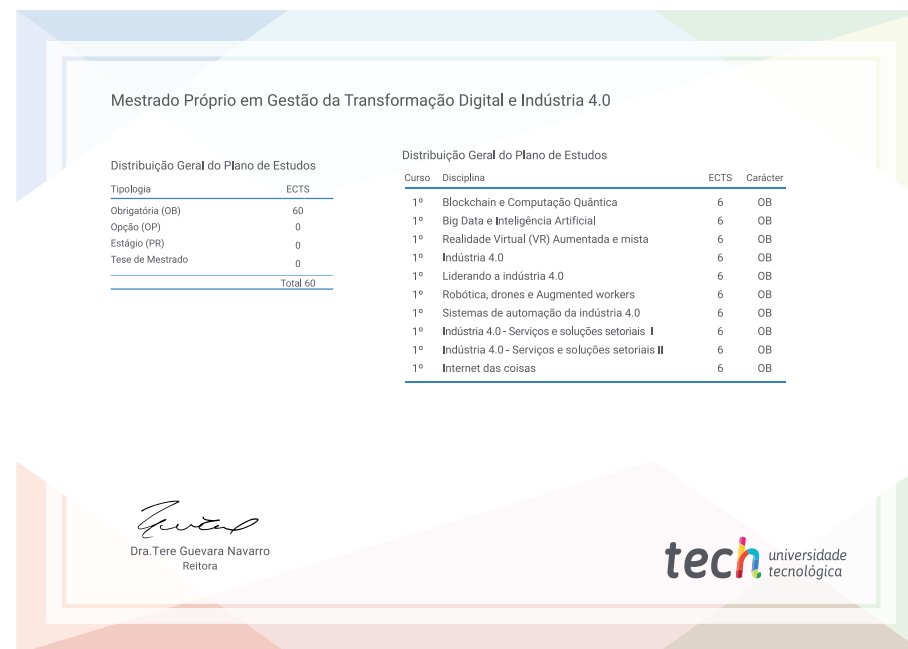 Mestrado Próprio em Gestão da Transformação Digital e Indústria 4.0
Distribuição Geral do Plano de Estudos
Tipologia ECTS
Obrigatória (OB) 60
Opção (OP) 0
Estágio (PR) 0
Tese de Mestrado 0
Total 60
Distribuição Geral do Plano de Estudos
Curso Disciplina ECTS Carácter
1º Blockchain e Computação Quântica 6 OB
1º Big Data e Inteligência Artificial 6 OB
1º Realidade Virtual (VR) Aumentada e mista 6 OB
1º Indústria 4.0 6 OB
1º Liderando a indústria 4.0 6 OB
1º Robótica, drones e Augmented workers 6 OB
1º Sistemas de automação da indústria 4.0 6 OB
1º Indústria 4.0 - Serviços e soluções setoriais I 6 OB
1º Indústria 4.0 - Serviços e soluções setoriais II 6 OB
1º Internet das coisas 6 OB
Dra.Tere Guevara Navarro
Reitora
tech universidade
tecnológica